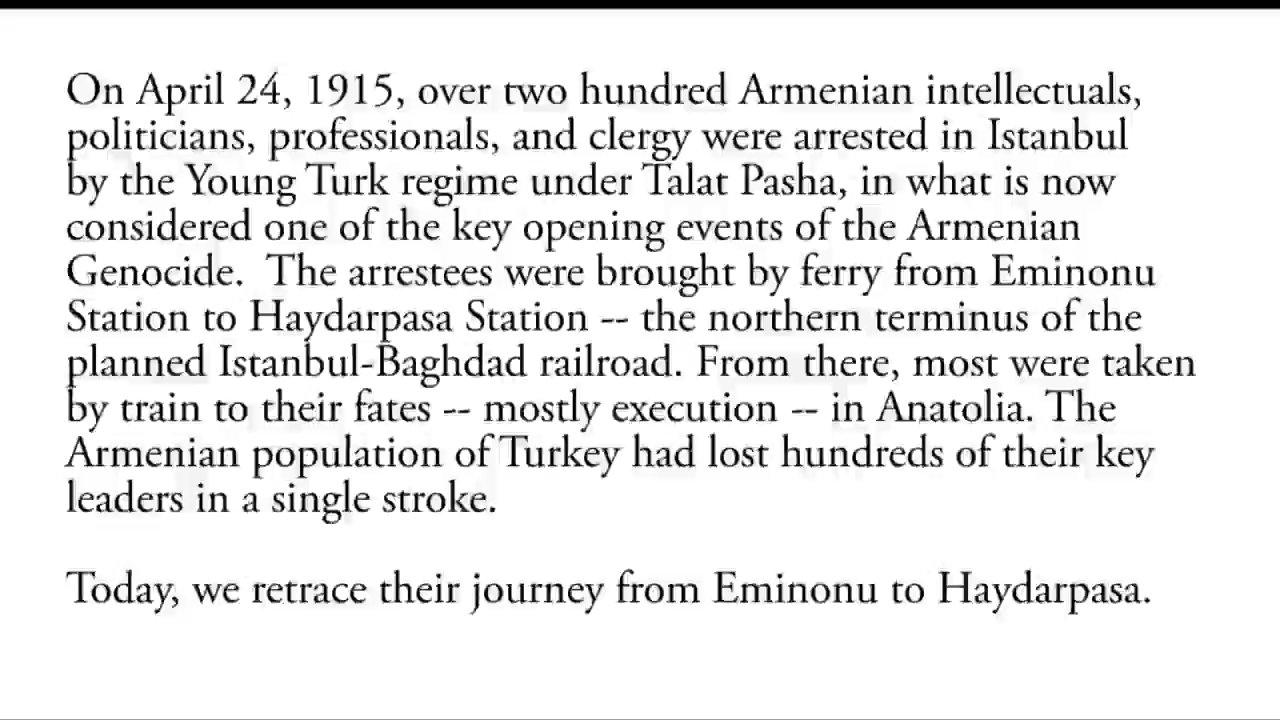 On April 24, 1915, over two hundred Armenian intellectuals,
politicians, professionals, and clergy were arrested in Istanbul
by the Young Turk regime under Talat Pasha, in what is now
considered one of the key opening events of the Armenian
Genocide.  The arrestees were brought by ferry from Eminonu
Station to Haydarpasa Station -- the northern terminus of the
planned Istanbul-Baghdad railroad. From there, most were taken
by train to their fates -- mostly execution -- in Anatolia. The
Armenian population of Turkey had lost hundreds of their key
leaders in a single stroke.
Today, we retrace their journey from Eminonu to Haydarpasa.